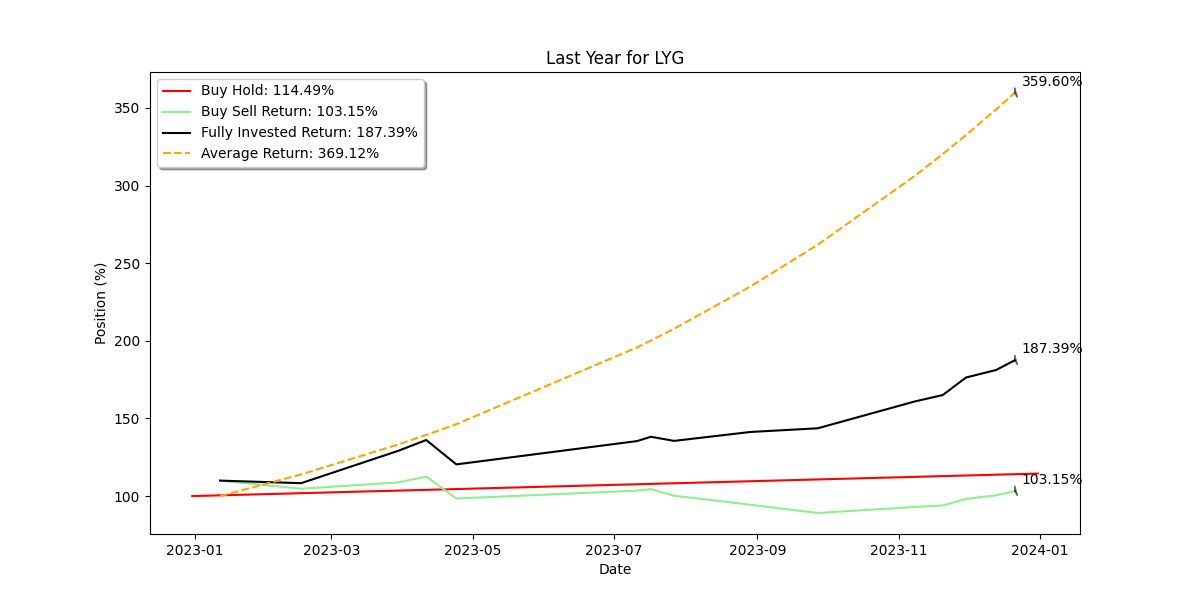 Last Year for LYG
Buy Hold: 114.49%
Buy Sell Return: 103.15%
Fully Invested Return: 187.39%
Average Return: 369.12%
359.60%
187.39%
103.15%
Position (%)
350
300
250
200
150
100
2023-01
2023-03
2023-05
2023-07
2023-09
2023-11
2024-01
Date